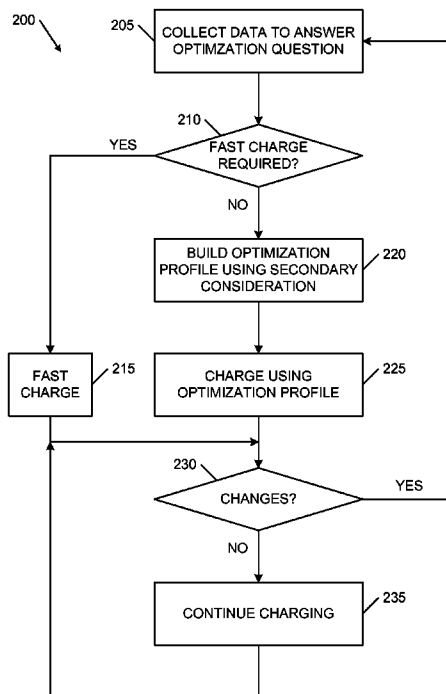 200
205
COLLECT DATA TO ANSWER
OPTIMZATION QUESTION
210
YES
FAST CHARGE
REQUIRED?
NO
BUILD OPTIMIZATION
PROFILE USING SECONDARY
CONSIDERATION
220
FAST
CHARGE
215
CHARGE USING
OPTIMIZATION PROFILE
225
230
CHANGES?
YES
NO
CONTINUE CHARGING
235